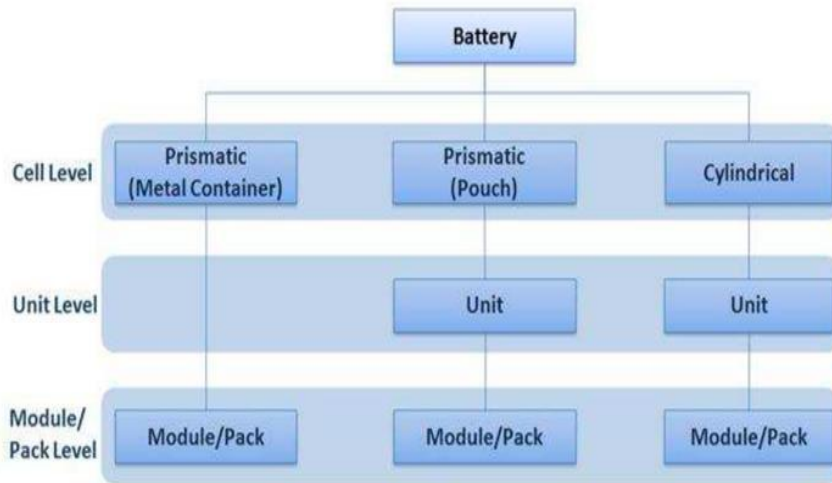 Battery
Cell Level
Prismatic
(Metal Container)
Prismatic
(Pouch)
Cylindrical
Unit Level
Unit
Unit
Module/
Pack Level
Module/Pack
Module/Pack
Module/Pack